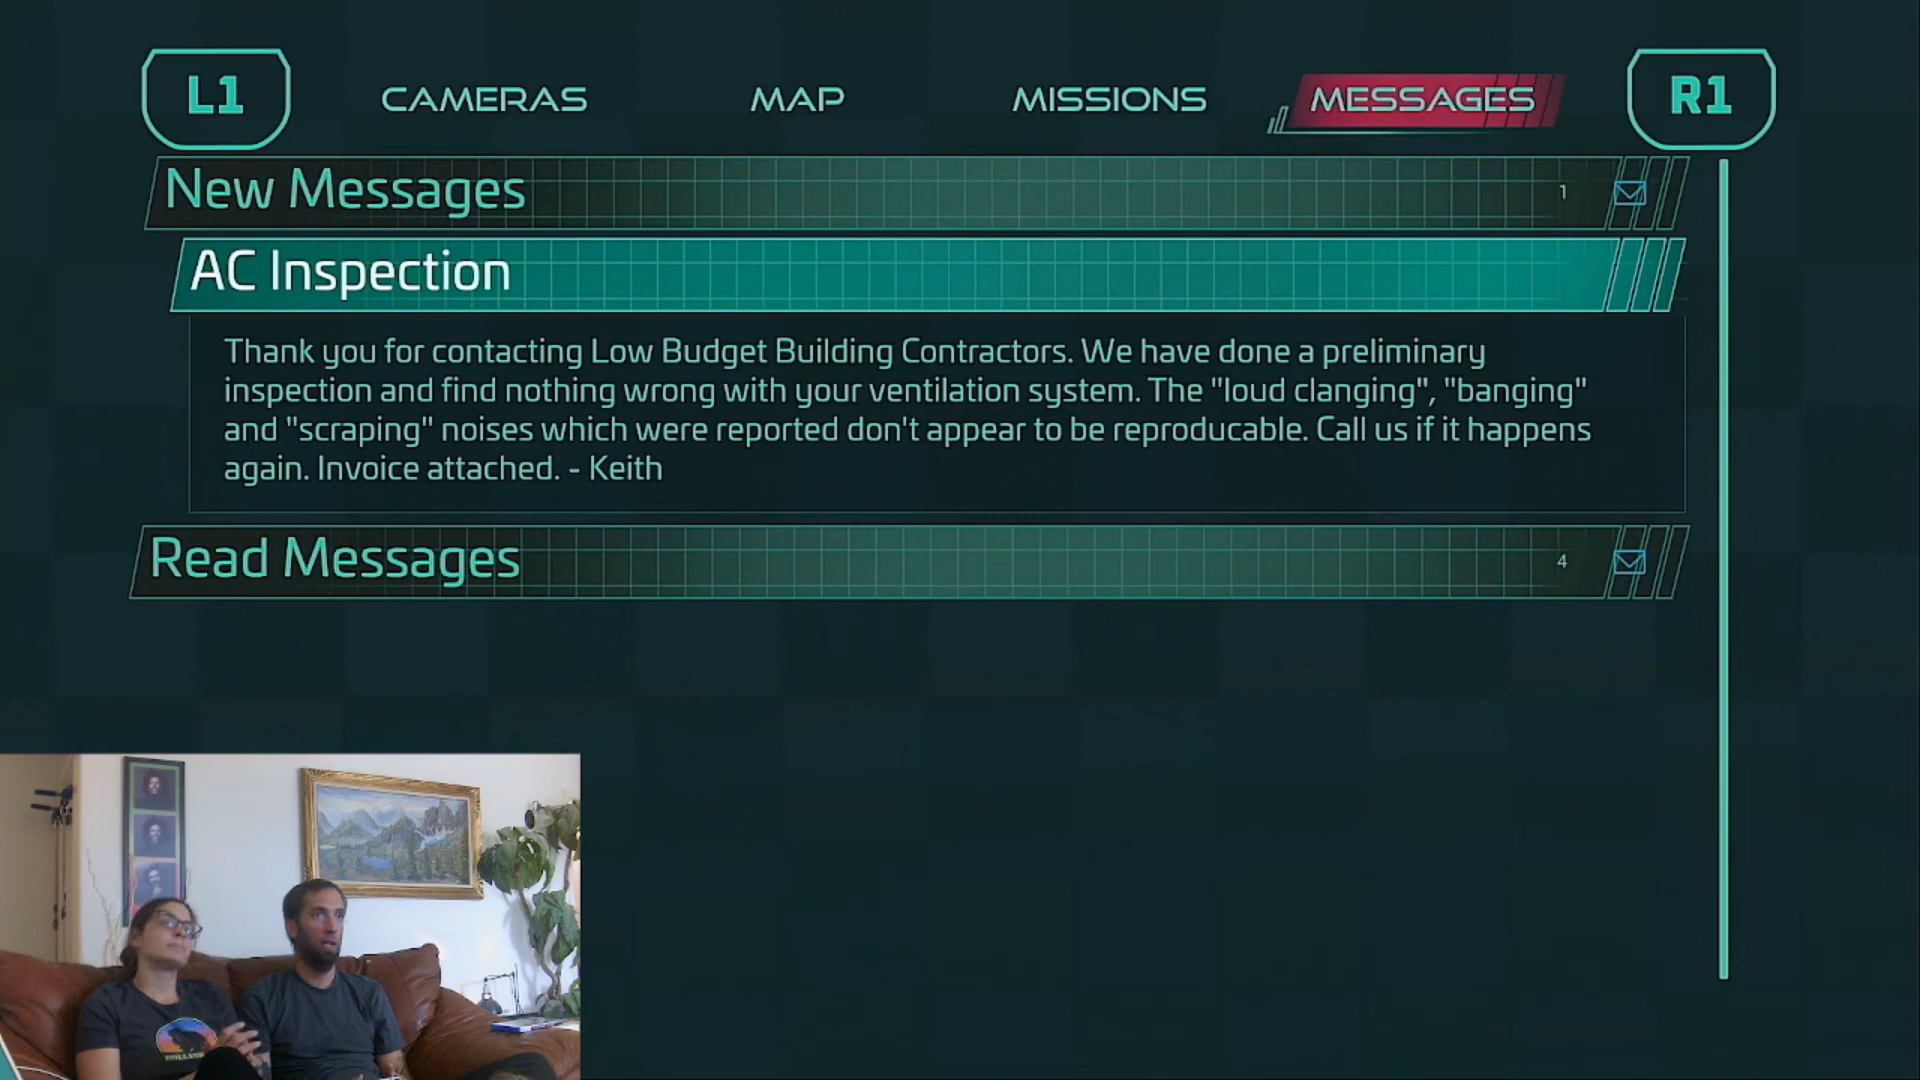 L1 CAMERAS MAP MISSIONS MESSAGES R1
New Messages 1
AC Inspection
Thank you for contacting Low Budget Building Contractors. We have done a preliminary
inspection and find nothing wrong with your ventilation system. The "loud clanging", "banging"
and "scraping" noises which were reported don't appear to be reproducable. Call us if it happens
again. Invoice attached. - Keith
Read Messages 4